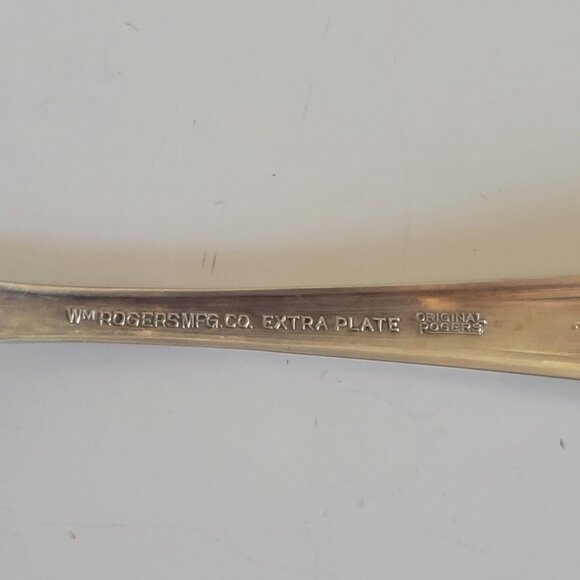 WM ROGERS MFG. CO. EXTRA PLATE
ORIGINAL
ROGERS